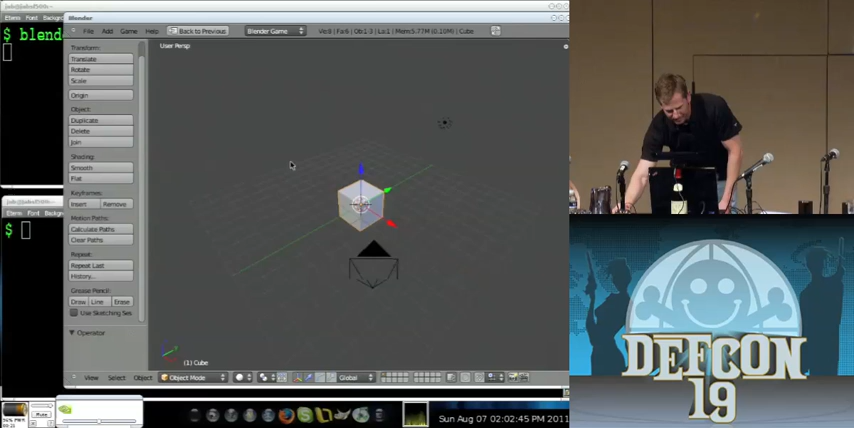 Blender
$ blend
File Add Game Help Back to Previous Blender Game
User Persp
Transform:
Translate
Rotate
Scale
Origin
Object:
Duplicate
Delete
Join
Shading:
Smooth
Flat
Keyframes:
Insert Remove
Motion Paths:
Calculate Paths
Clear Paths
Repeat:
Repeat Last
History...
Grease Pencil:
Draw Line Erase
Use Sketching Ses
Operator
$
(1) Cube
View Select Object Object Mode Global
Mute
Sun Aug 07 02:02:45 PM 2011
DEFCON
19